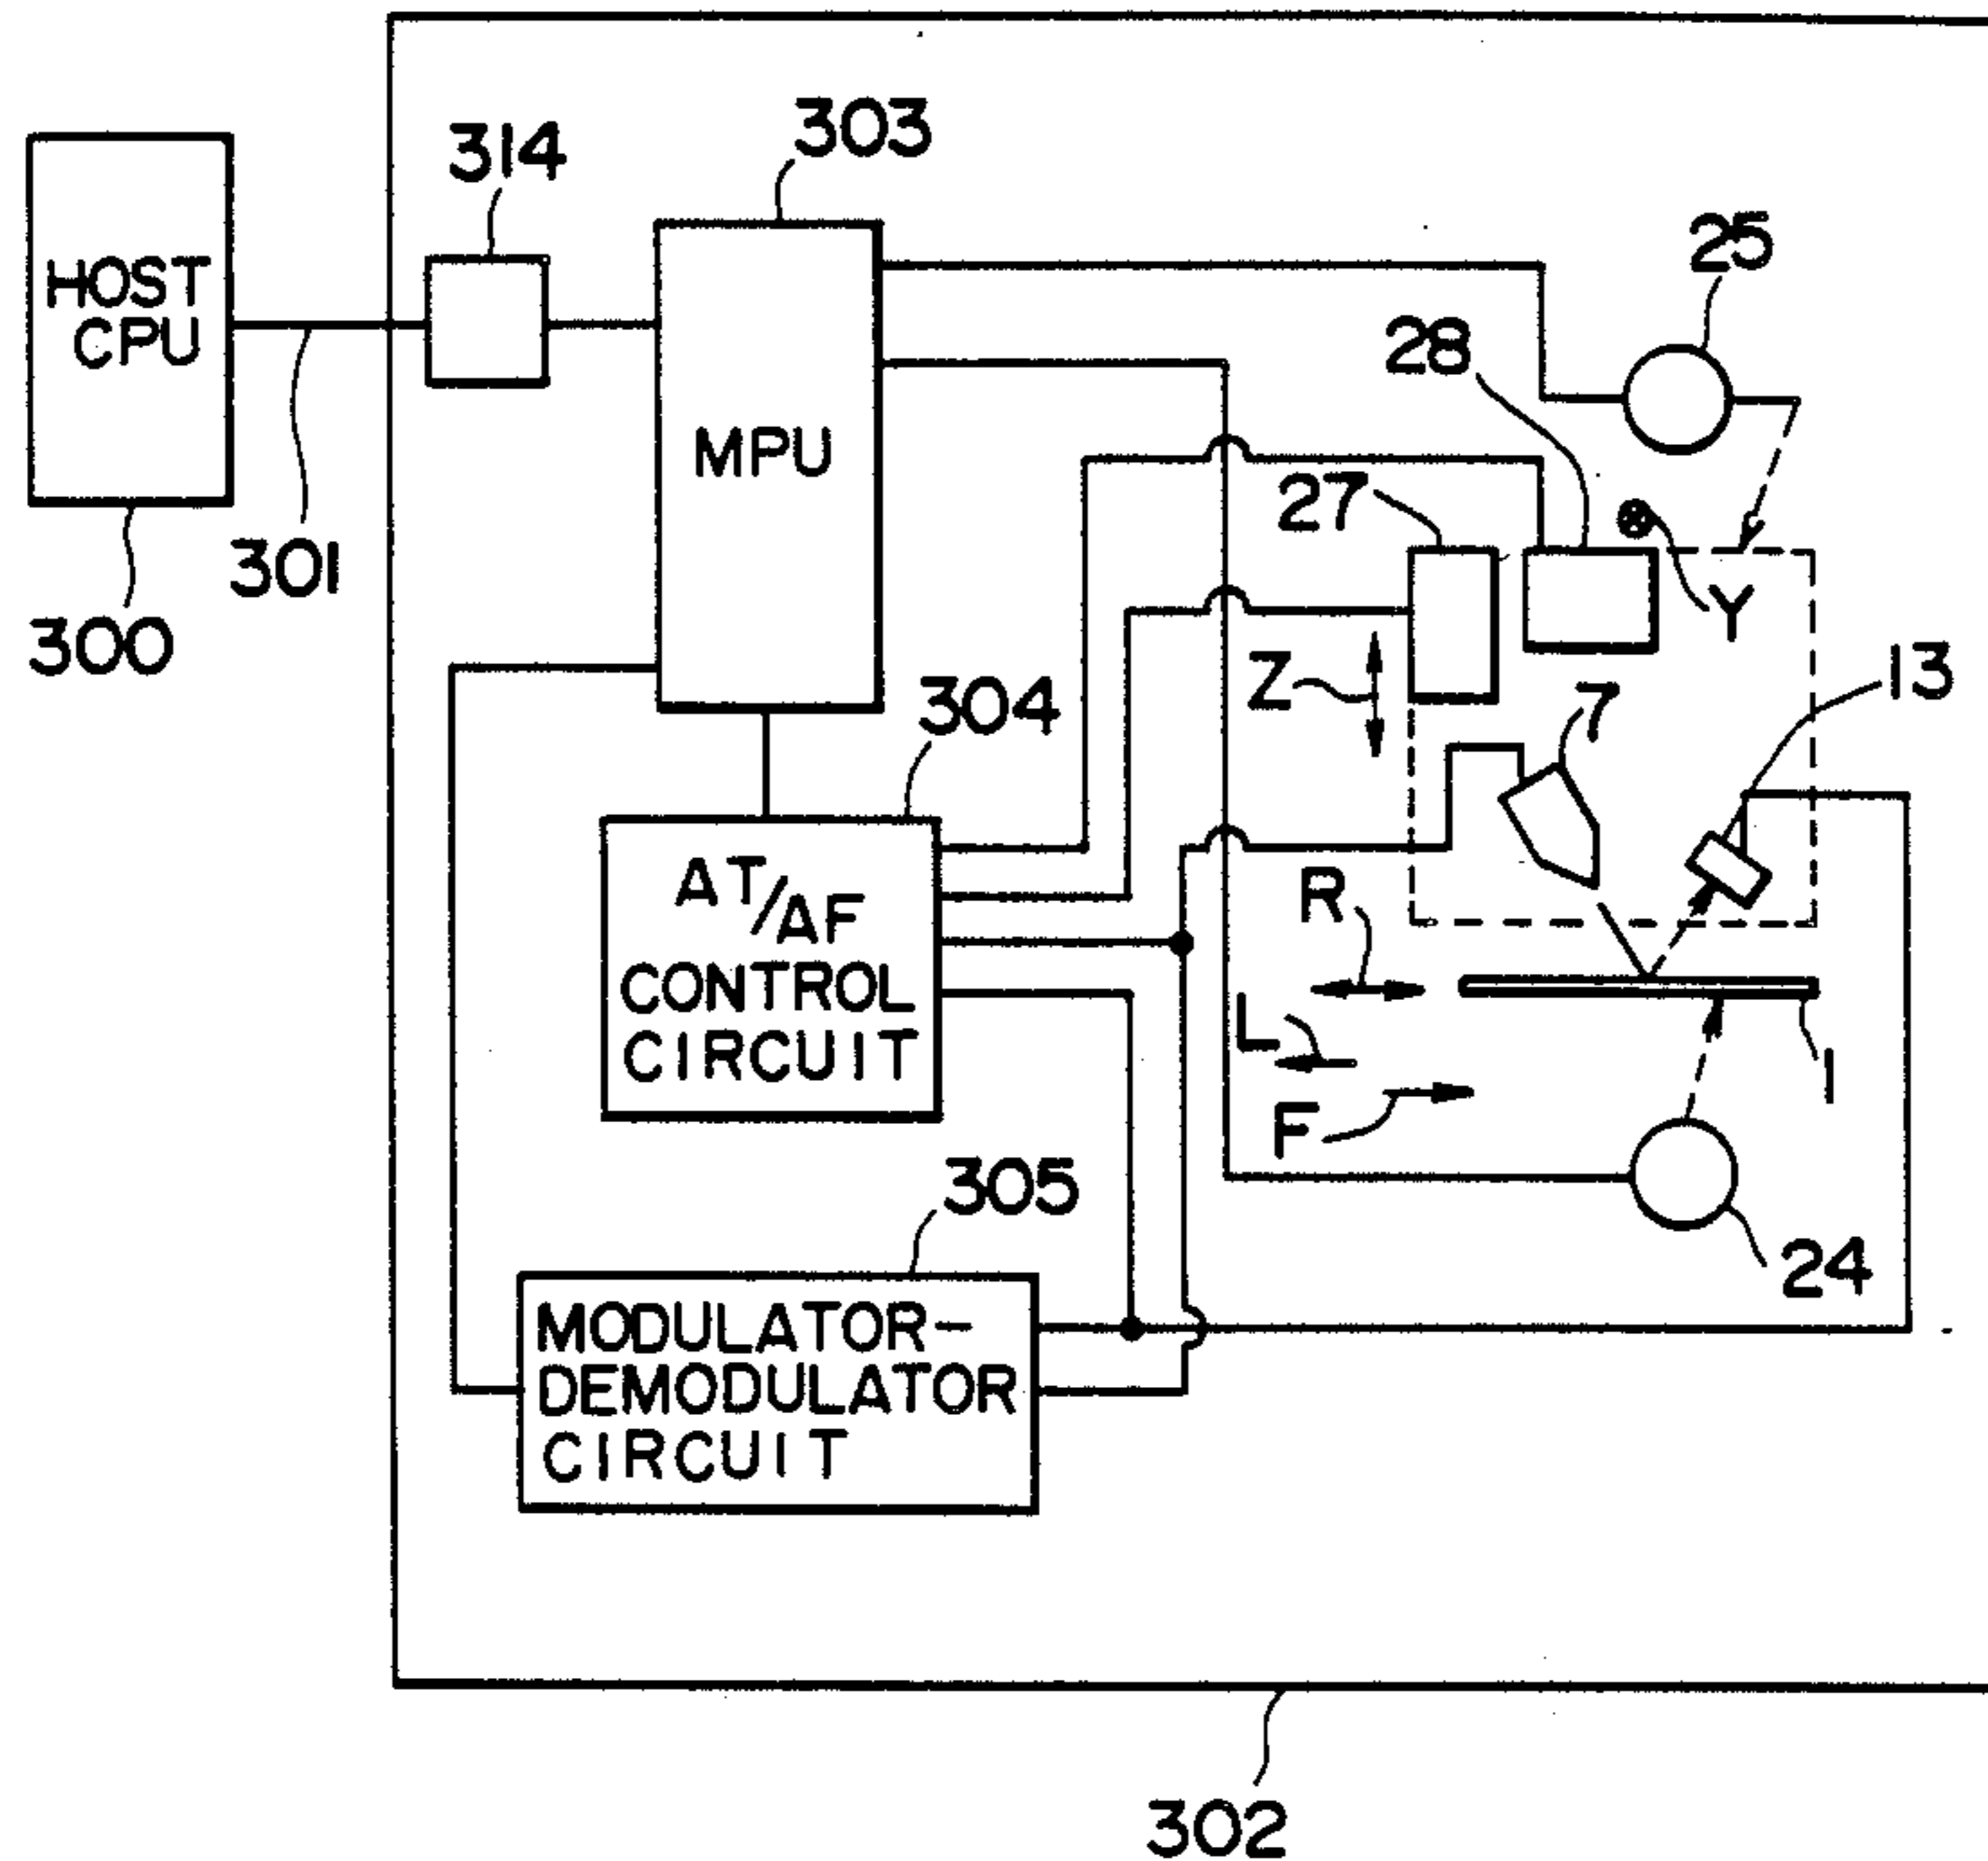 303
314
HOST
CPU
25
28
MPU
27
301
300
Y
Z
13
304
7
AT/AF
CONTROL
CIRCUIT
R
L
F
1
305
24
MODULATOR-
DEMODULATOR
CIRCUIT
302